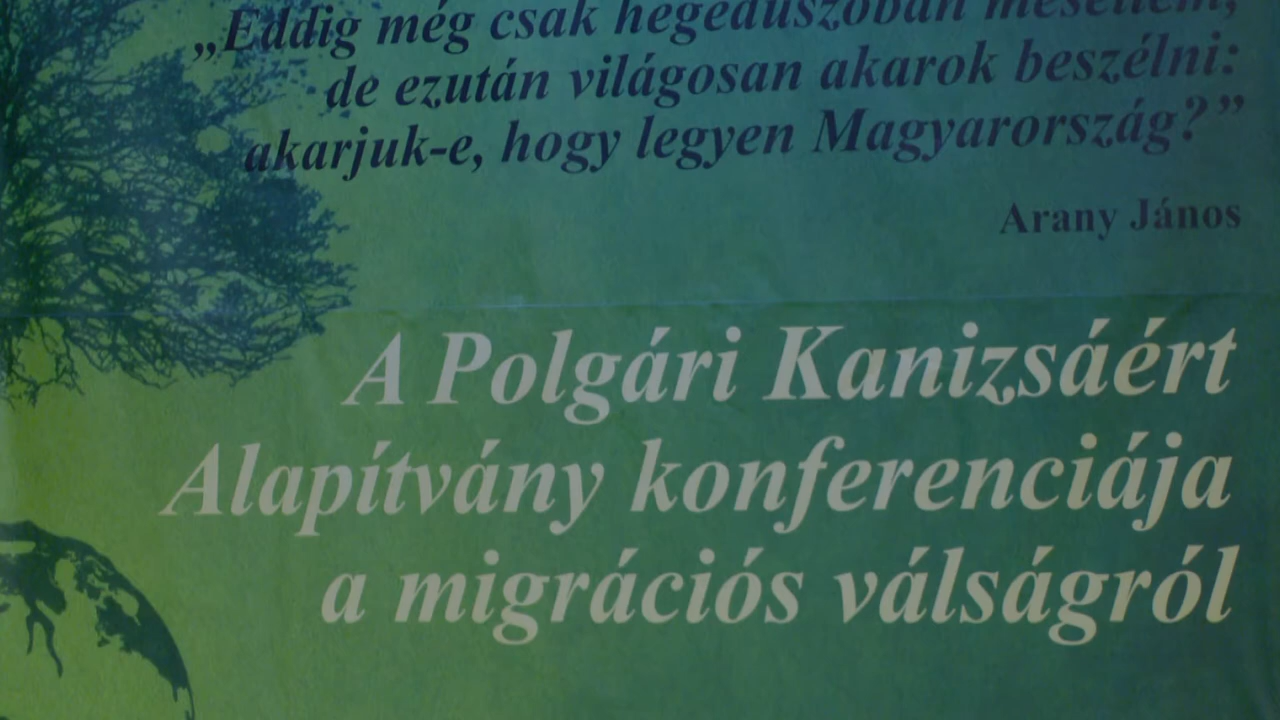 „Eddig még csak hegedűszóban meséltem,
de ezután világosan akarok beszélni:
akarjuk-e, hogy legyen Magyarország?”
Arany János
A Polgári Kanizsáért
Alapítvány konferenciája
a migrációs válságról